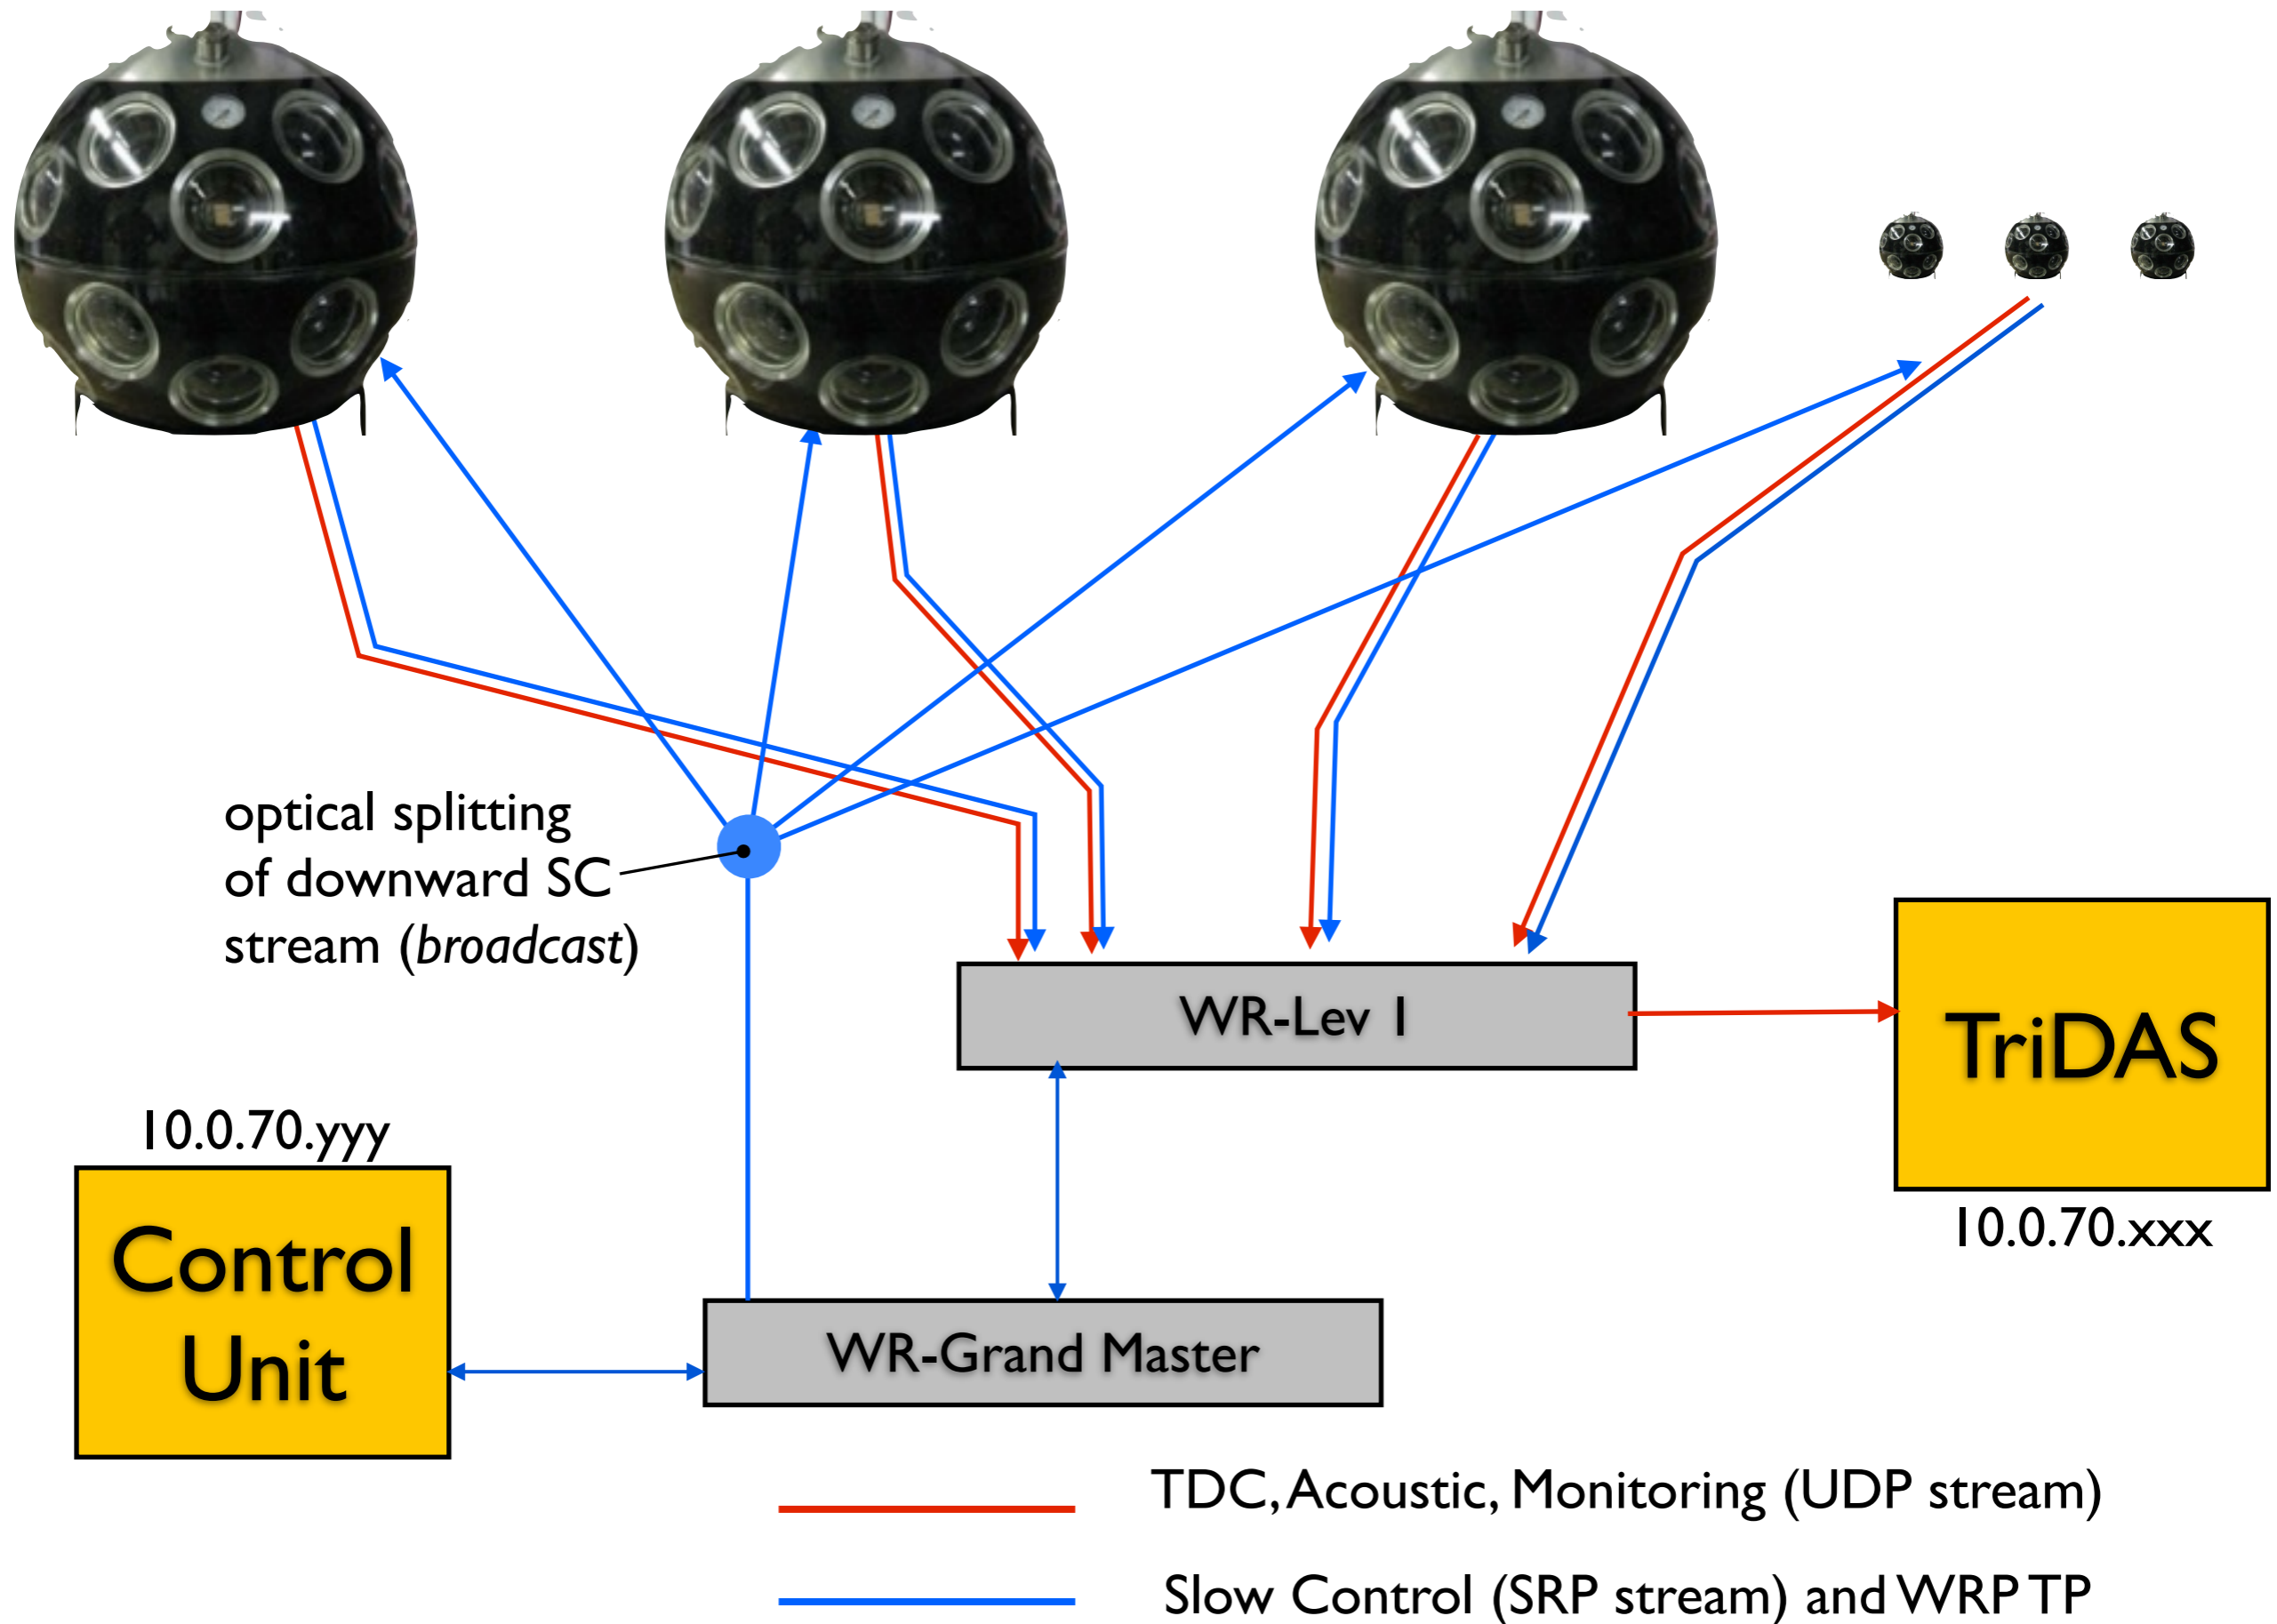 optical splitting
of downward SC
stream (broadcast)
WR-Lev 1
TriDAS
10.0.70.xxx
10.0.70.yyy
Control
Unit
WR-Grand Master
TDC, Acoustic, Monitoring (UDP stream)
Slow Control (SRP stream) and WRP TP